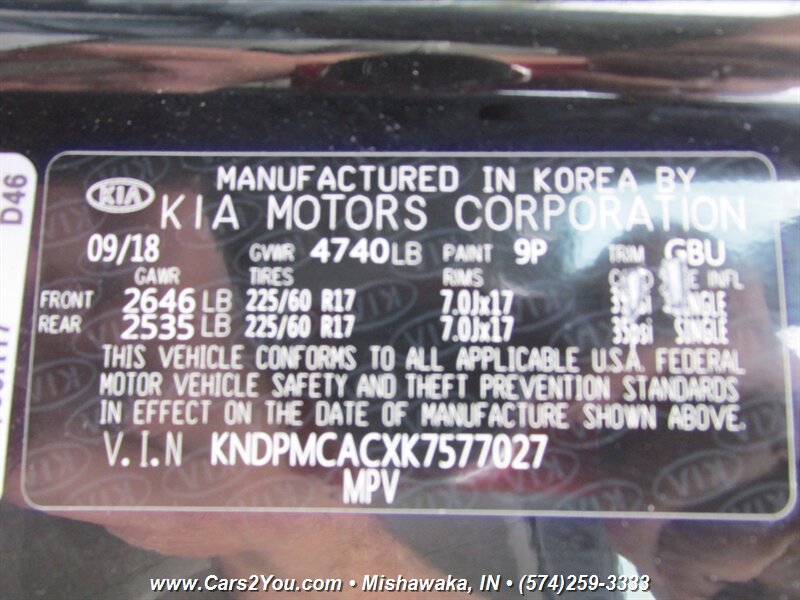 D46
KIA
MANUFACTURED IN KOREA BY
KIA MOTORS CORPORATION
09/18 GVWR 4740LB PAINT 9P TRIM GBU
GAWR TIRES RIMS INFL
FRONT 2646 LB 225/60 R17 7.0Jx17 SINGLE
REAR 2535 LB 225/60 R17 7.0Jx17 35psi SINGLE
THIS VEHICLE CONFORMS TO ALL APPLICABLE U.S.A. FEDERAL
MOTOR VEHICLE SAFETY AND THEFT PREVENTION STANDARDS
IN EFFECT ON THE DATE OF MANUFACTURE SHOWN ABOVE.
V.I.N KNDPMCACXK7577027
MPV
www.Cars2You.com • Mishawaka, IN • (574)259-3333